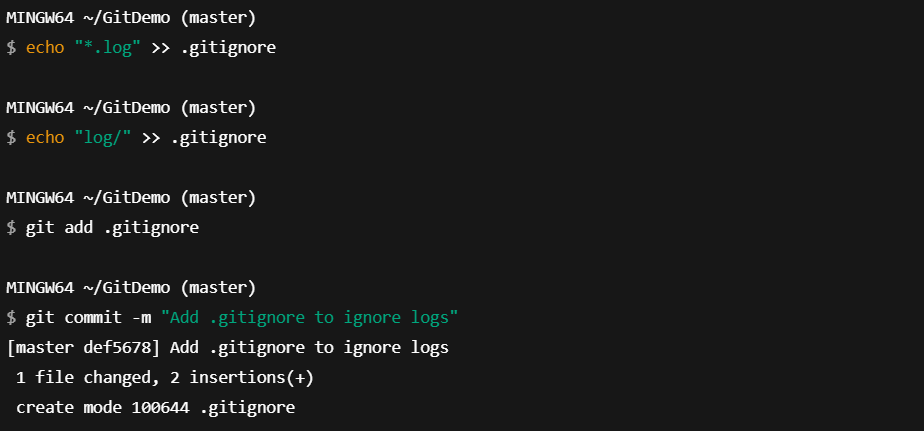 MINGW64 ~/GitDemo (master)
$ echo "*.log" >> .gitignore
MINGW64 ~/GitDemo (master)
$ echo "log/" >> .gitignore
MINGW64 ~/GitDemo (master)
$ git add .gitignore
MINGW64 ~/GitDemo (master)
$ git commit -m "Add .gitignore to ignore logs"
[master def5678] Add .gitignore to ignore logs
1 file changed, 2 insertions(+)
create mode 100644 .gitignore